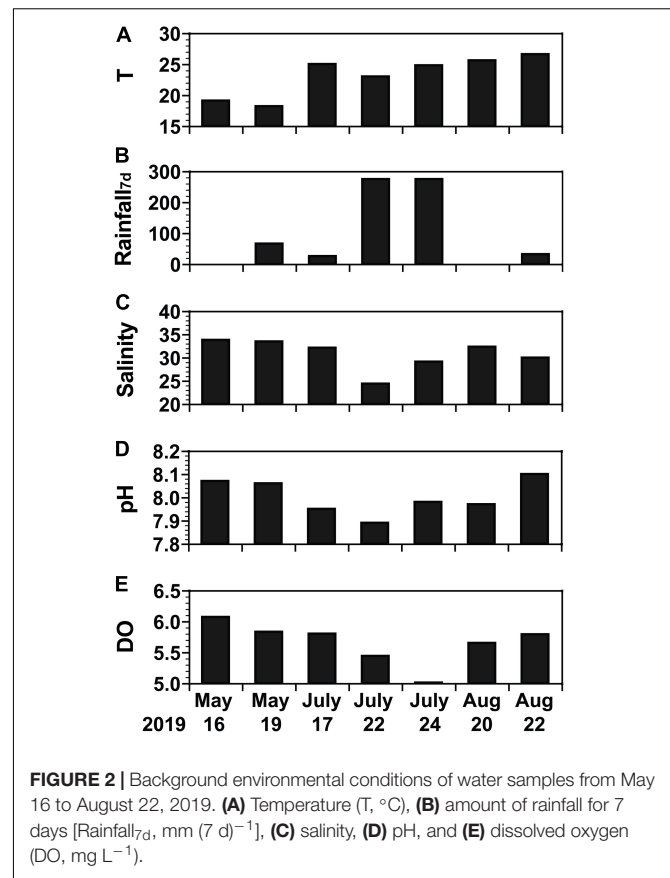 A
30
25
20
15
T
B
300
200
100
0
Rainfall7d
C
40
35
30
25
20
Salinity
D
8.2
8.1
8.0
7.9
7.8
pH
E
6.5
6.0
5.5
5.0
DO
May May July July July Aug Aug
2019 16 19 17 22 24 20 22
FIGURE 2 | Background environmental conditions of water samples from May
16 to August 22, 2019. (A) Temperature (T, °C), (B) amount of rainfall for 7
days [Rainfall7d, mm (7 d)−1], (C) salinity, (D) pH, and (E) dissolved oxygen
(DO, mg L−1).